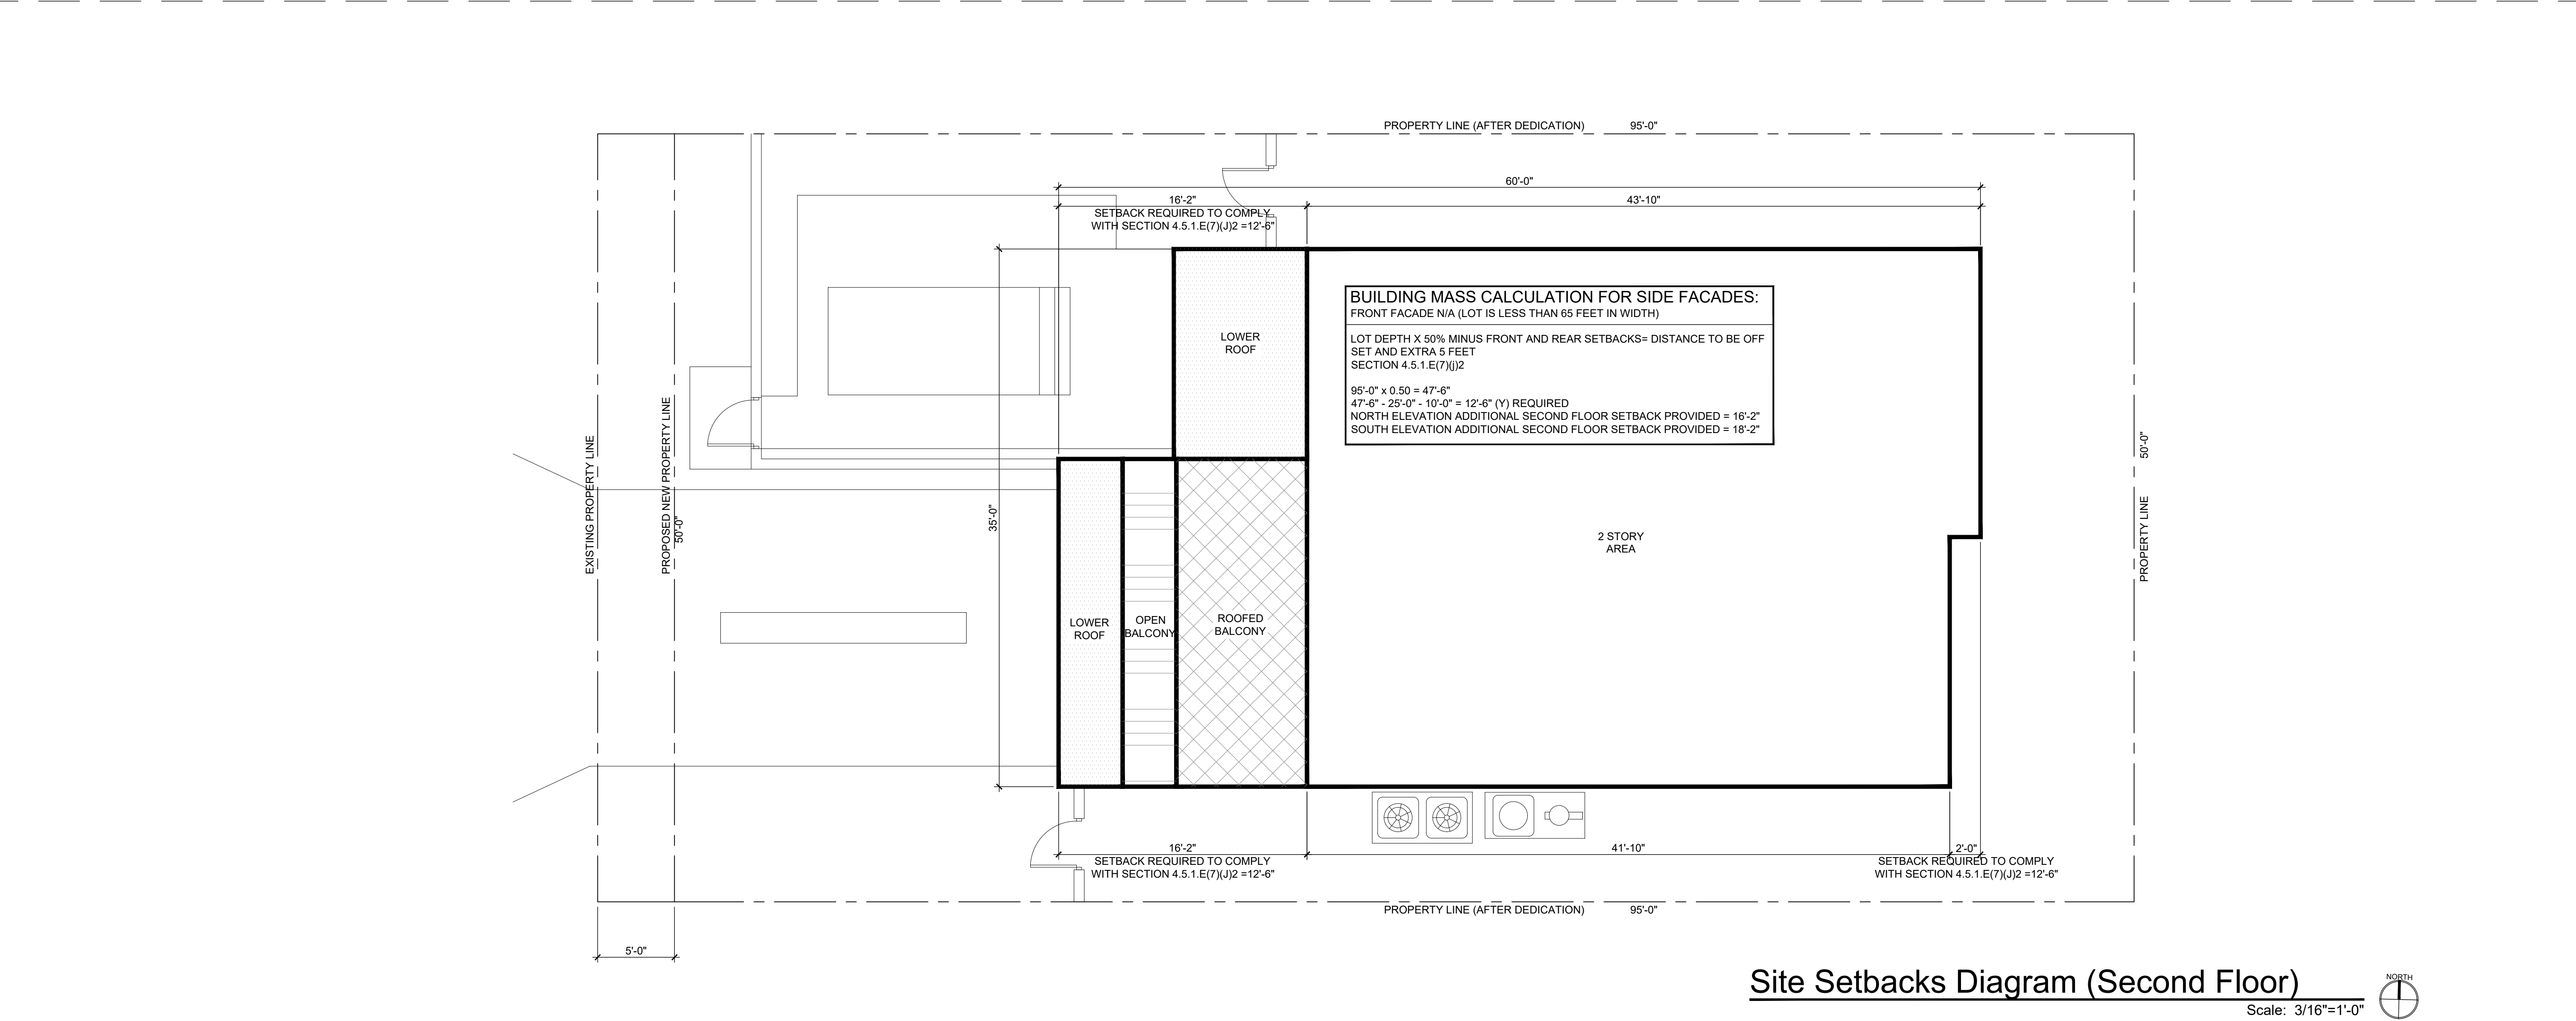 PROPERTY LINE (AFTER DEDICATION) 95'-0"
60'-0"
16'-2"
43'-10"
SETBACK REQUIRED TO COMPLY
WITH SECTION 4.5.1.E(7)(J)2 =12'-6"
BUILDING MASS CALCULATION FOR SIDE FACADES:
FRONT FACADE N/A (LOT IS LESS THAN 65 FEET IN WIDTH)
LOT DEPTH X 50% MINUS FRONT AND REAR SETBACKS= DISTANCE TO BE OFF
SET AND EXTRA 5 FEET
SECTION 4.5.1.E(7)(j)2
95'-0" x 0.50 = 47'-6"
47'-6" - 25'-0" - 10'-0" = 12'-6" (Y) REQUIRED
NORTH ELEVATION ADDITIONAL SECOND FLOOR SETBACK PROVIDED = 16'-2"
SOUTH ELEVATION ADDITIONAL SECOND FLOOR SETBACK PROVIDED = 18'-2"
LOWER
ROOF
EXISTING PROPERTY LINE
PROPOSED NEW PROPERTY LINE
50'-0"
35'-0"
2 STORY
AREA
PROPERTY LINE
50'-0"
LOWER
ROOF
OPEN
BALCONY
ROOFED
BALCONY
16'-2"
SETBACK REQUIRED TO COMPLY
WITH SECTION 4.5.1.E(7)(J)2 =12'-6"
41'-10"
2'-0"
SETBACK REQUIRED TO COMPLY
WITH SECTION 4.5.1.E(7)(J)2 =12'-6"
PROPERTY LINE (AFTER DEDICATION) 95'-0"
5'-0"
Site Setbacks Diagram (Second Floor)
Scale: 3/16"=1'-0"
NORTH